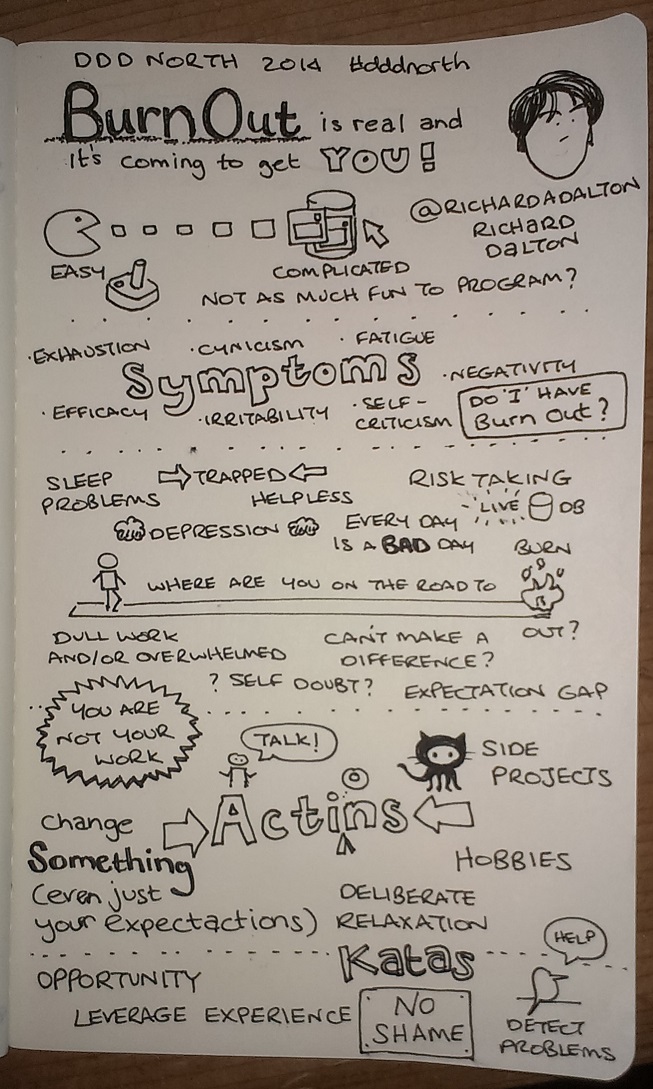 DDD NORTH 2014 #dddnorth
BurnOut is real and
it's coming to get YOU!
@RICHARDADALTON
RICHARD
DALTON
EASY
COMPLICATED
NOT AS MUCH FUN TO PROGRAM?
· EXHAUSTION · CYNICISM · FATIGUE
Symptoms · NEGATIVITY
· EFFICACY · IRRITABILITY · SELF-
CRITICISM
DO 'I' HAVE
Burn Out?
SLEEP
PROBLEMS
TRAPPED
HELPLESS
RISK TAKING
LIVE DB
DEPRESSION
EVERY DAY
IS A BAD DAY
WHERE ARE YOU ON THE ROAD TO
BURN
OUT?
DULL WORK
AND/OR OVERWHELMED
CAN'T MAKE A
DIFFERENCE?
? SELF DOUBT?
EXPECTATION GAP
YOU ARE
NOT YOUR
WORK
TALK!
SIDE
PROJECTS
Actins
o
change
Something
(even just
your expectactions)
HOBBIES
DELIBERATE
RELAXATION
Katas
HELP
OPPORTUNITY
LEVERAGE EXPERIENCE
NO
SHAME
DETECT
PROBLEMS